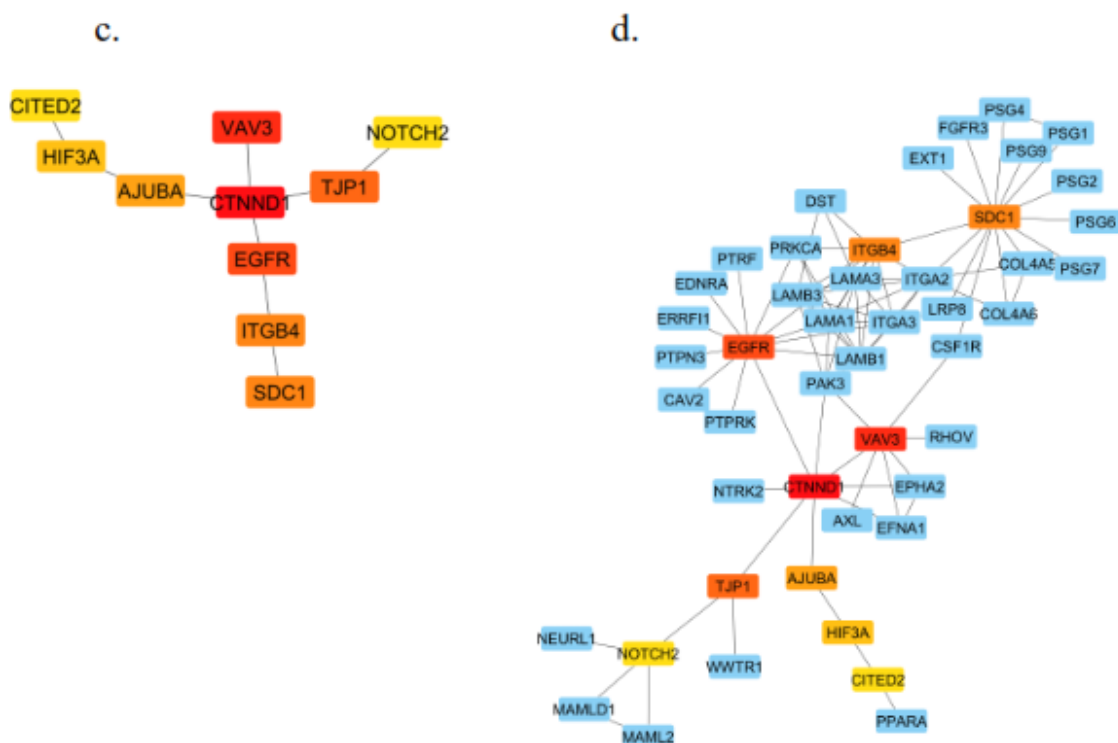 c.
CITED2
HIF3A
AJUBA
VAV3
CTNND1
TJP1
NOTCH2
EGFR
ITGB4
SDC1
d.
PSG4
FGFR3
PSG1
PSG9
EXT1
PSG2
DST
SDC1
PSG6
PRKCA
ITGB4
PTRF
COL4A5
PSG7
EDNRA
LAMA3
ITGA2
LAMB3
LRP8
COL4A6
ERRFI1
LAMA1
ITGA3
EGFR
CSF1R
PTPN3
LAMB1
PAK3
CAV2
PTPRK
VAV3
RHOV
NTRK2
CTNND1
EPHA2
AXL
EFNA1
TJP1
AJUBA
NEURL1
HIF3A
NOTCH2
WWTR1
CITED2
MAMLD1
PPARA
MAML2